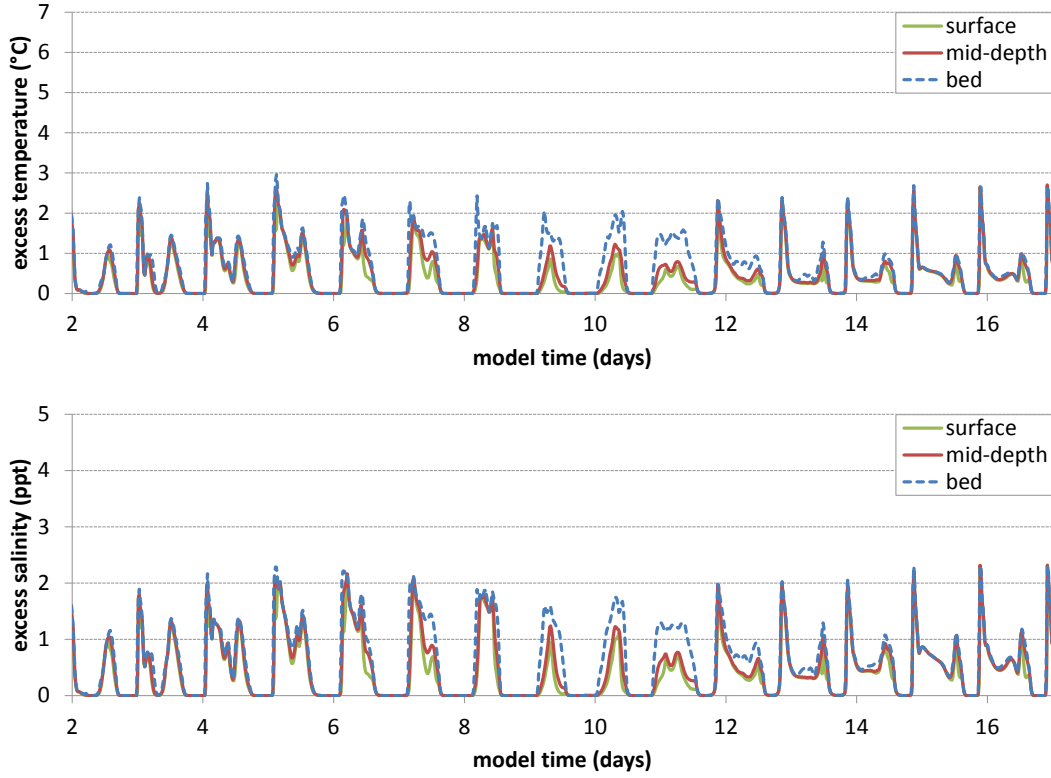 7
6
5
4
3
2
1
0
excess temperature (°C)
surface
mid-depth
bed
2 4 6 8 10 12 14 16
model time (days)
5
4
3
2
1
0
excess salinity (ppt)
surface
mid-depth
bed
2 4 6 8 10 12 14 16
model time (days)